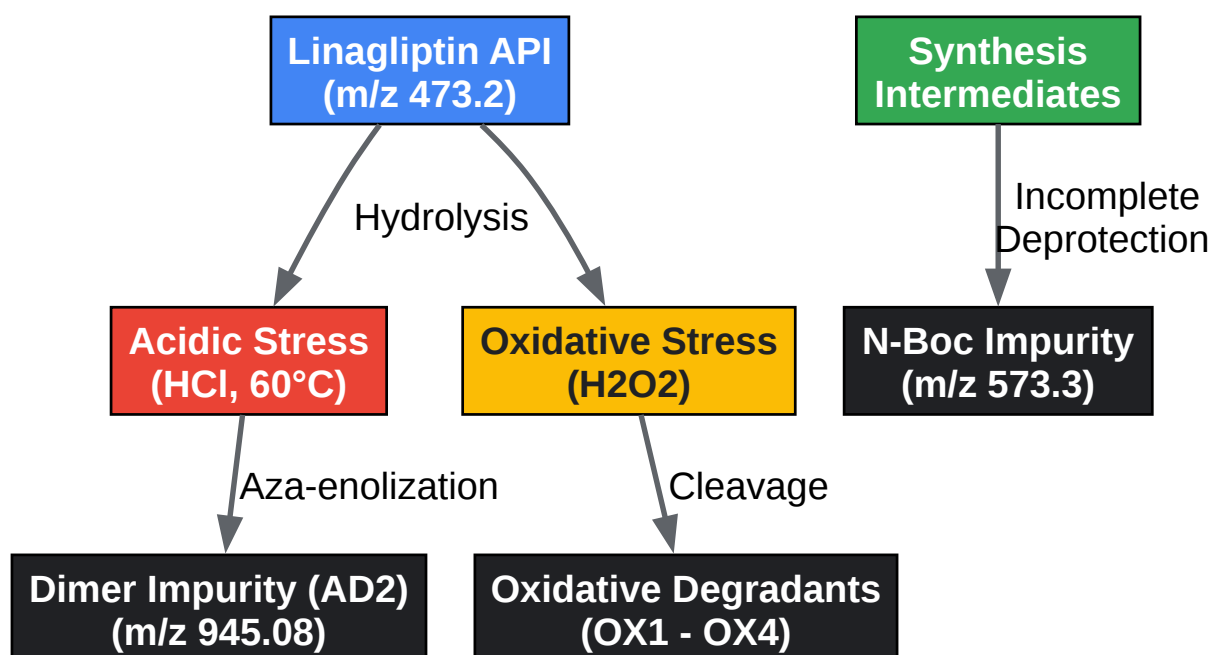 Linagliptin API
(m/z 473.2)
Synthesis
Intermediates
Hydrolysis
Incomplete
Deprotection
Acidic Stress
(HCl, 60°C)
Oxidative Stress
(H2O2)
N-Boc Impurity
(m/z 573.3)
Aza-enolization
Cleavage
Dimer Impurity (AD2)
(m/z 945.08)
Oxidative Degradants
(OX1 - OX4)